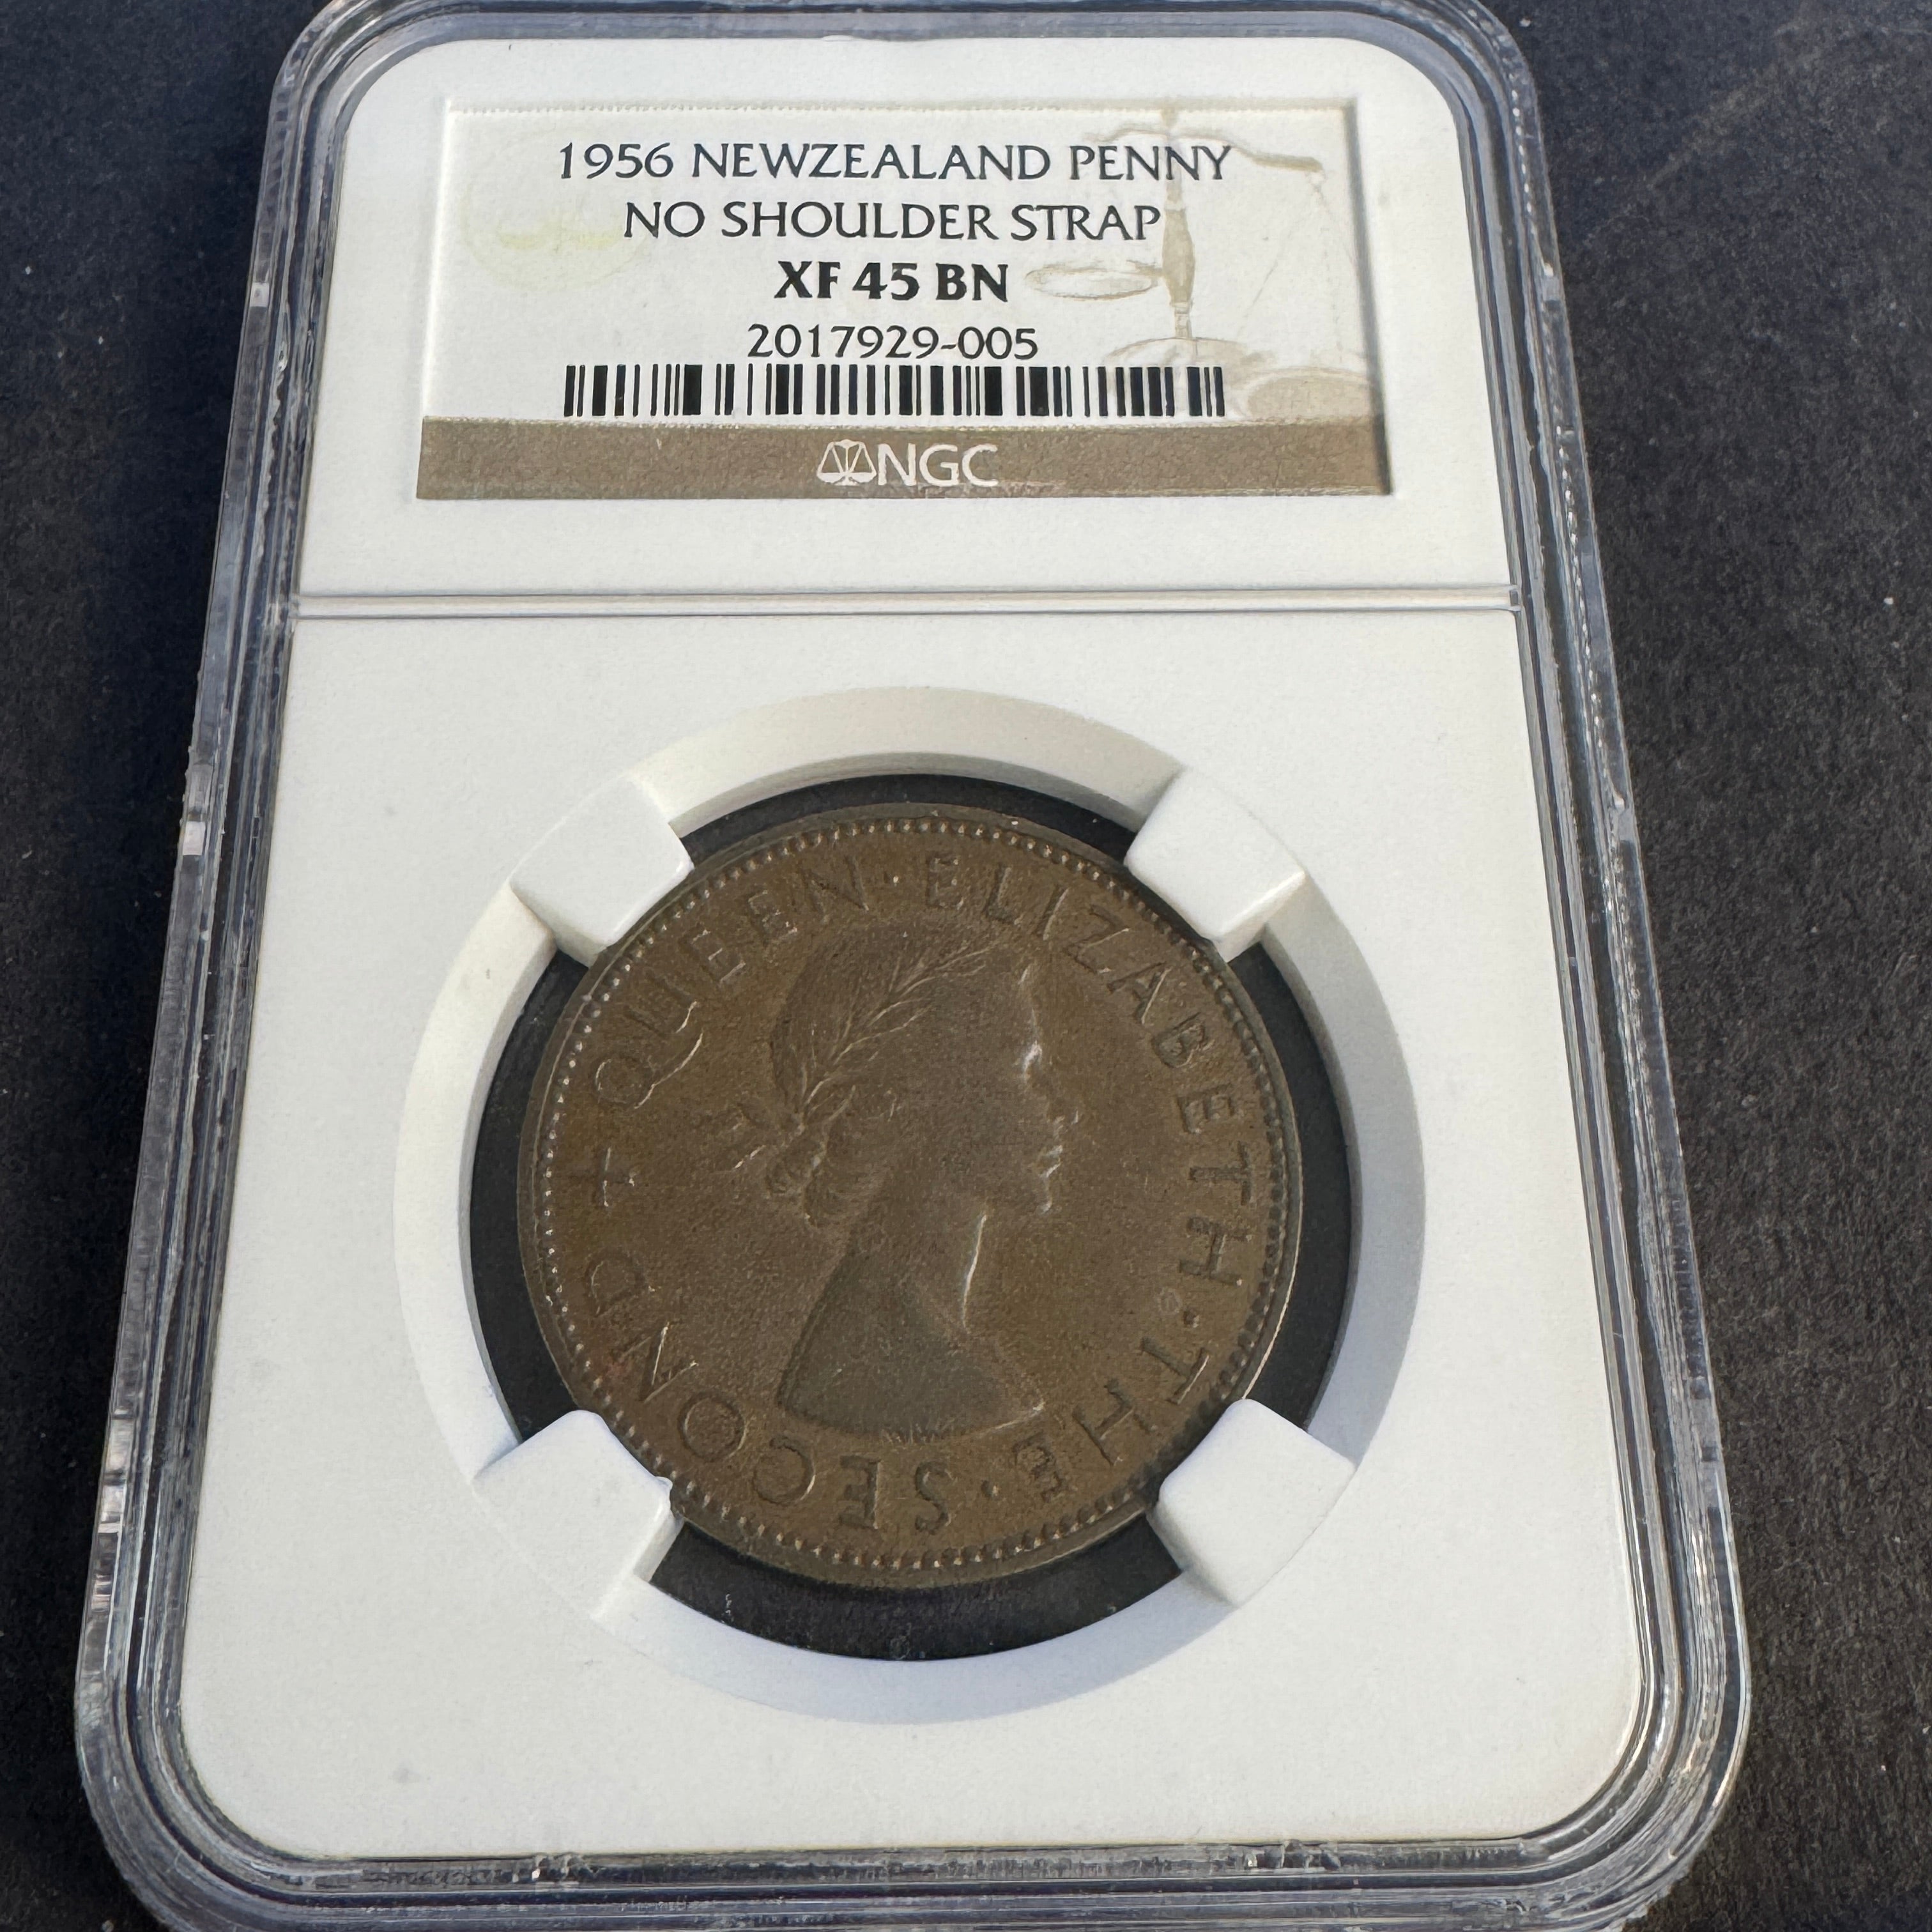 1956 NEWZEALAND PENNY
NO SHOULDER STRAP
XF 45 BN
2017929-005
NGC
+ QUEEN · ELIZABETH · THE · SECOND